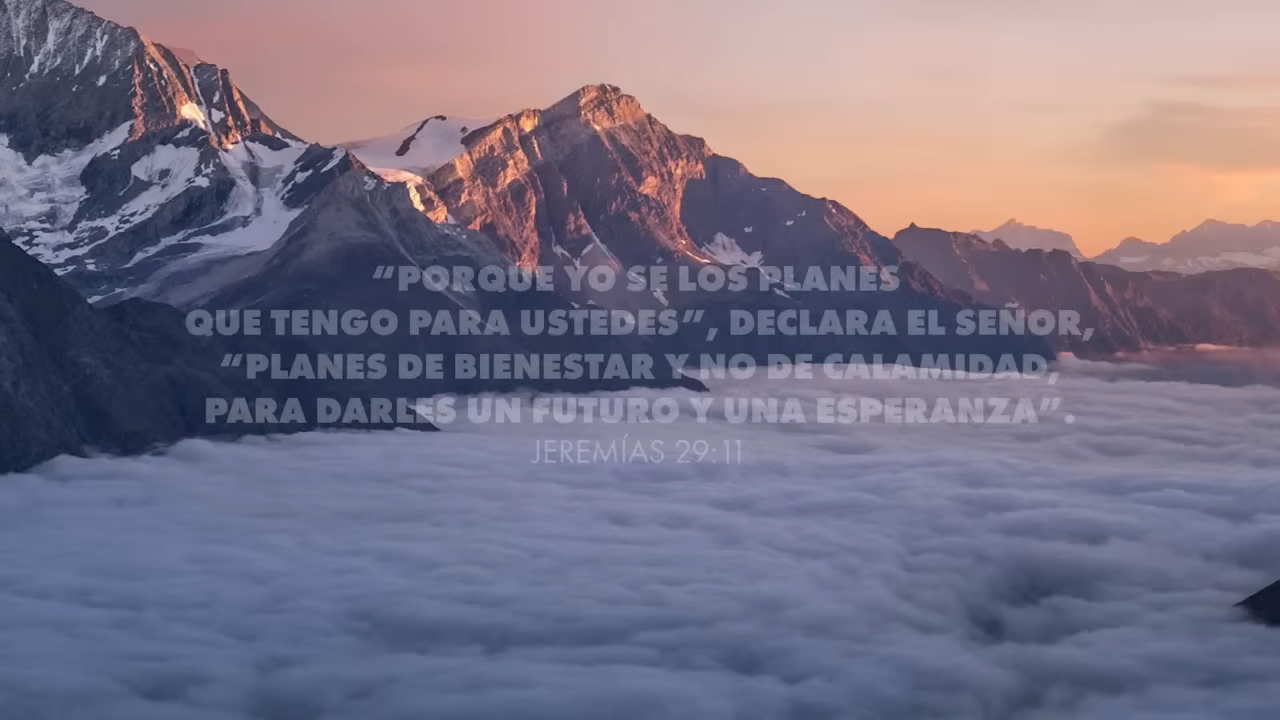 “PORQUE YO SÉ LOS PLANES
QUE TENGO PARA USTEDES”, DECLARA EL SEÑOR,
“PLANES DE BIENESTAR Y NO DE CALAMIDAD,
PARA DARLES UN FUTURO Y UNA ESPERANZA”.
JEREMÍAS 29:11